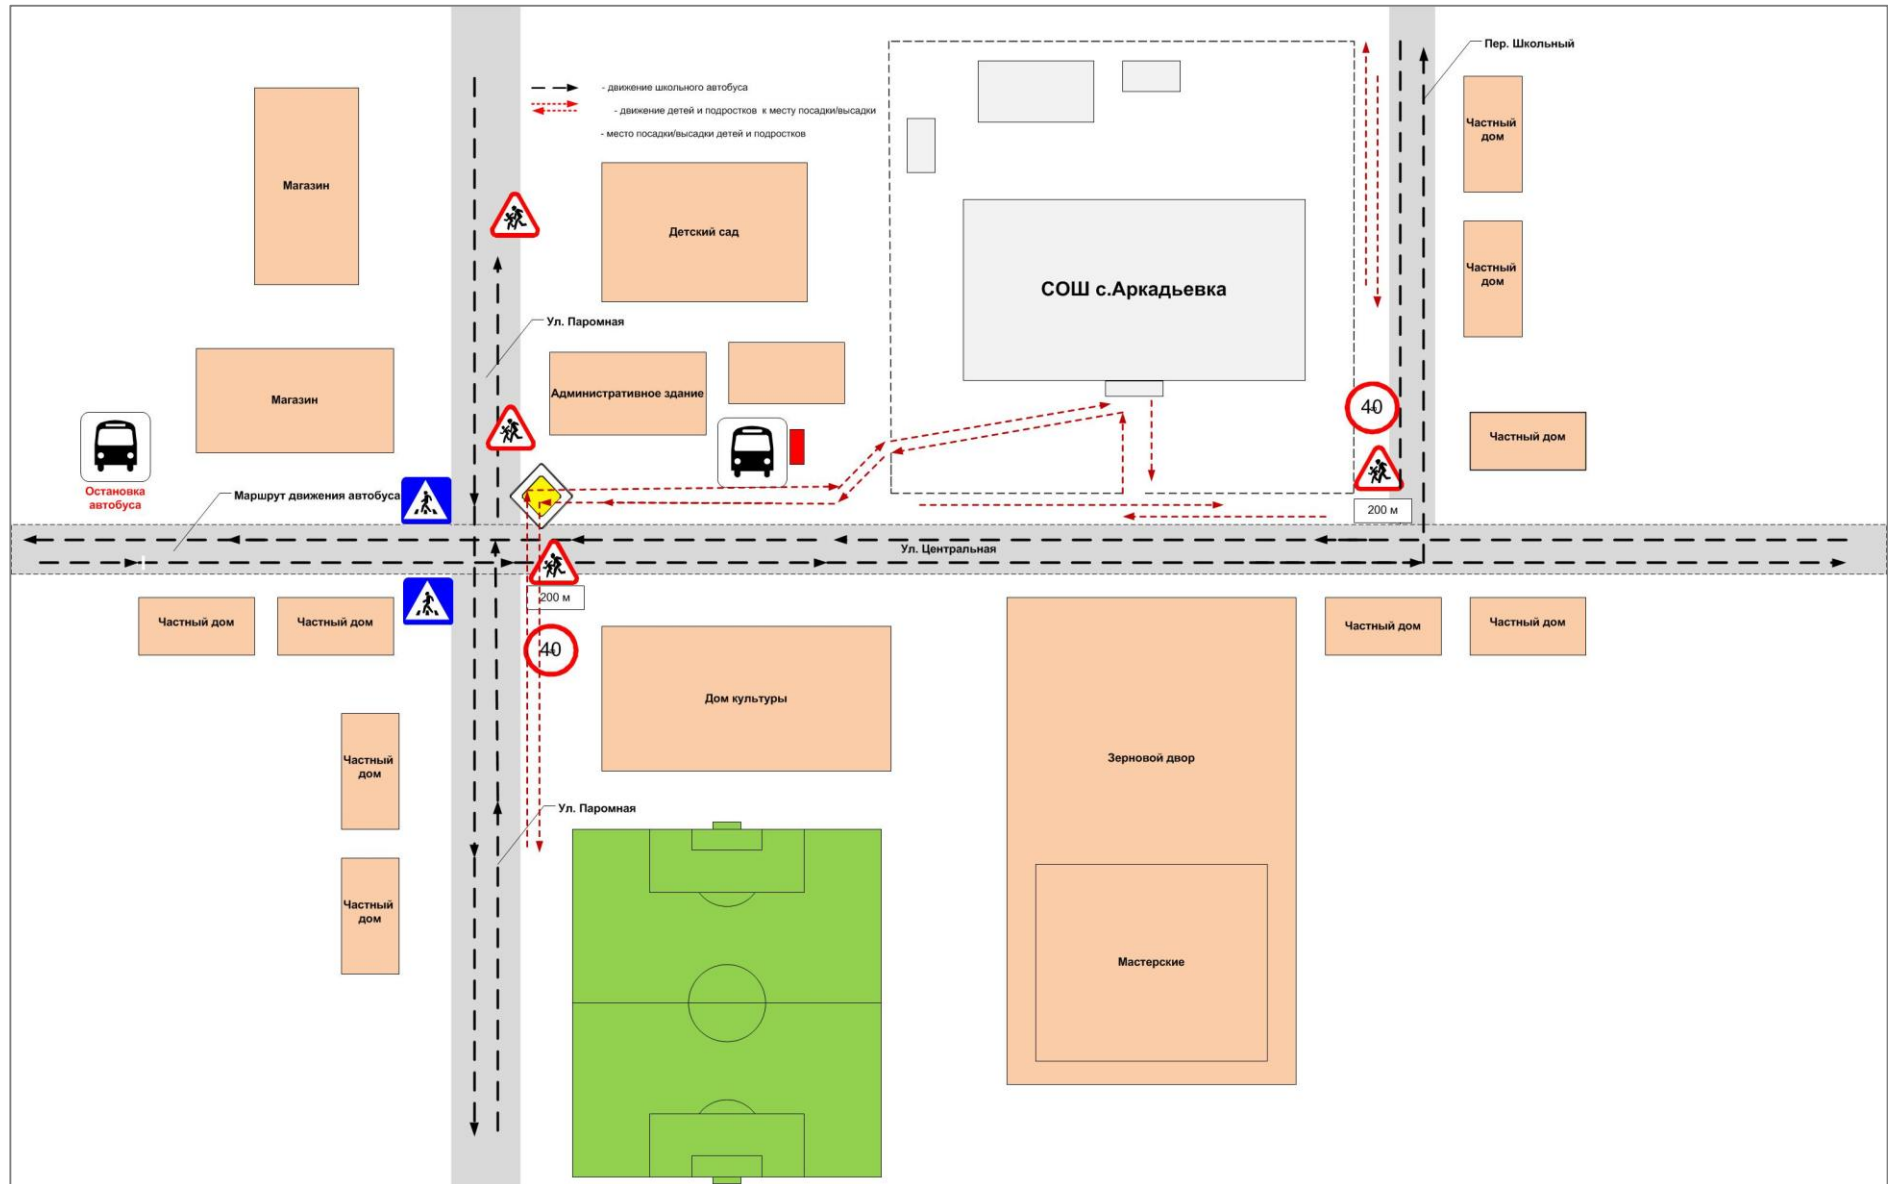 Пер. Школьный
- движение школьного автобуса
- движение детей и подростков к месту посадки/высадки
- место посадки/высадки детей и подростков
Магазин
Детский сад
Частный
дом
Частный
дом
СОШ с.Аркадьевка
Ул. Паромная
Магазин
Административное здание
40
Частный дом
Остановка
автобуса
Маршрут движения автобуса
200 м
Ул. Центральная
200 м
Частный дом
Частный дом
Частный дом
Частный дом
40
Дом культуры
Зерновой двор
Частный
дом
Ул. Паромная
Частный
дом
Мастерские